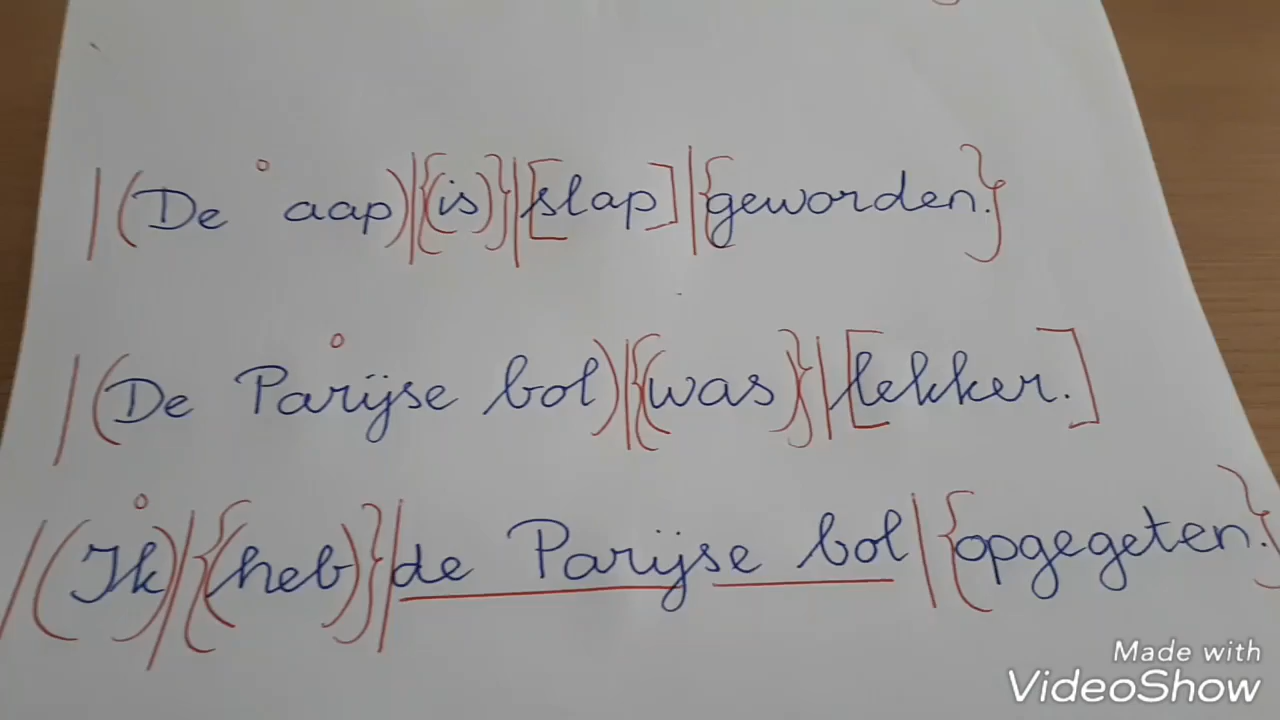 |(De aap)|{(is)}|[slap]|{geworden.}
|(De Parijse bol)|{(was)}|[lekker.]
|(Ik)|{(heb)}|de Parijse bol|{opgegeten.}
Made with
VideoShow